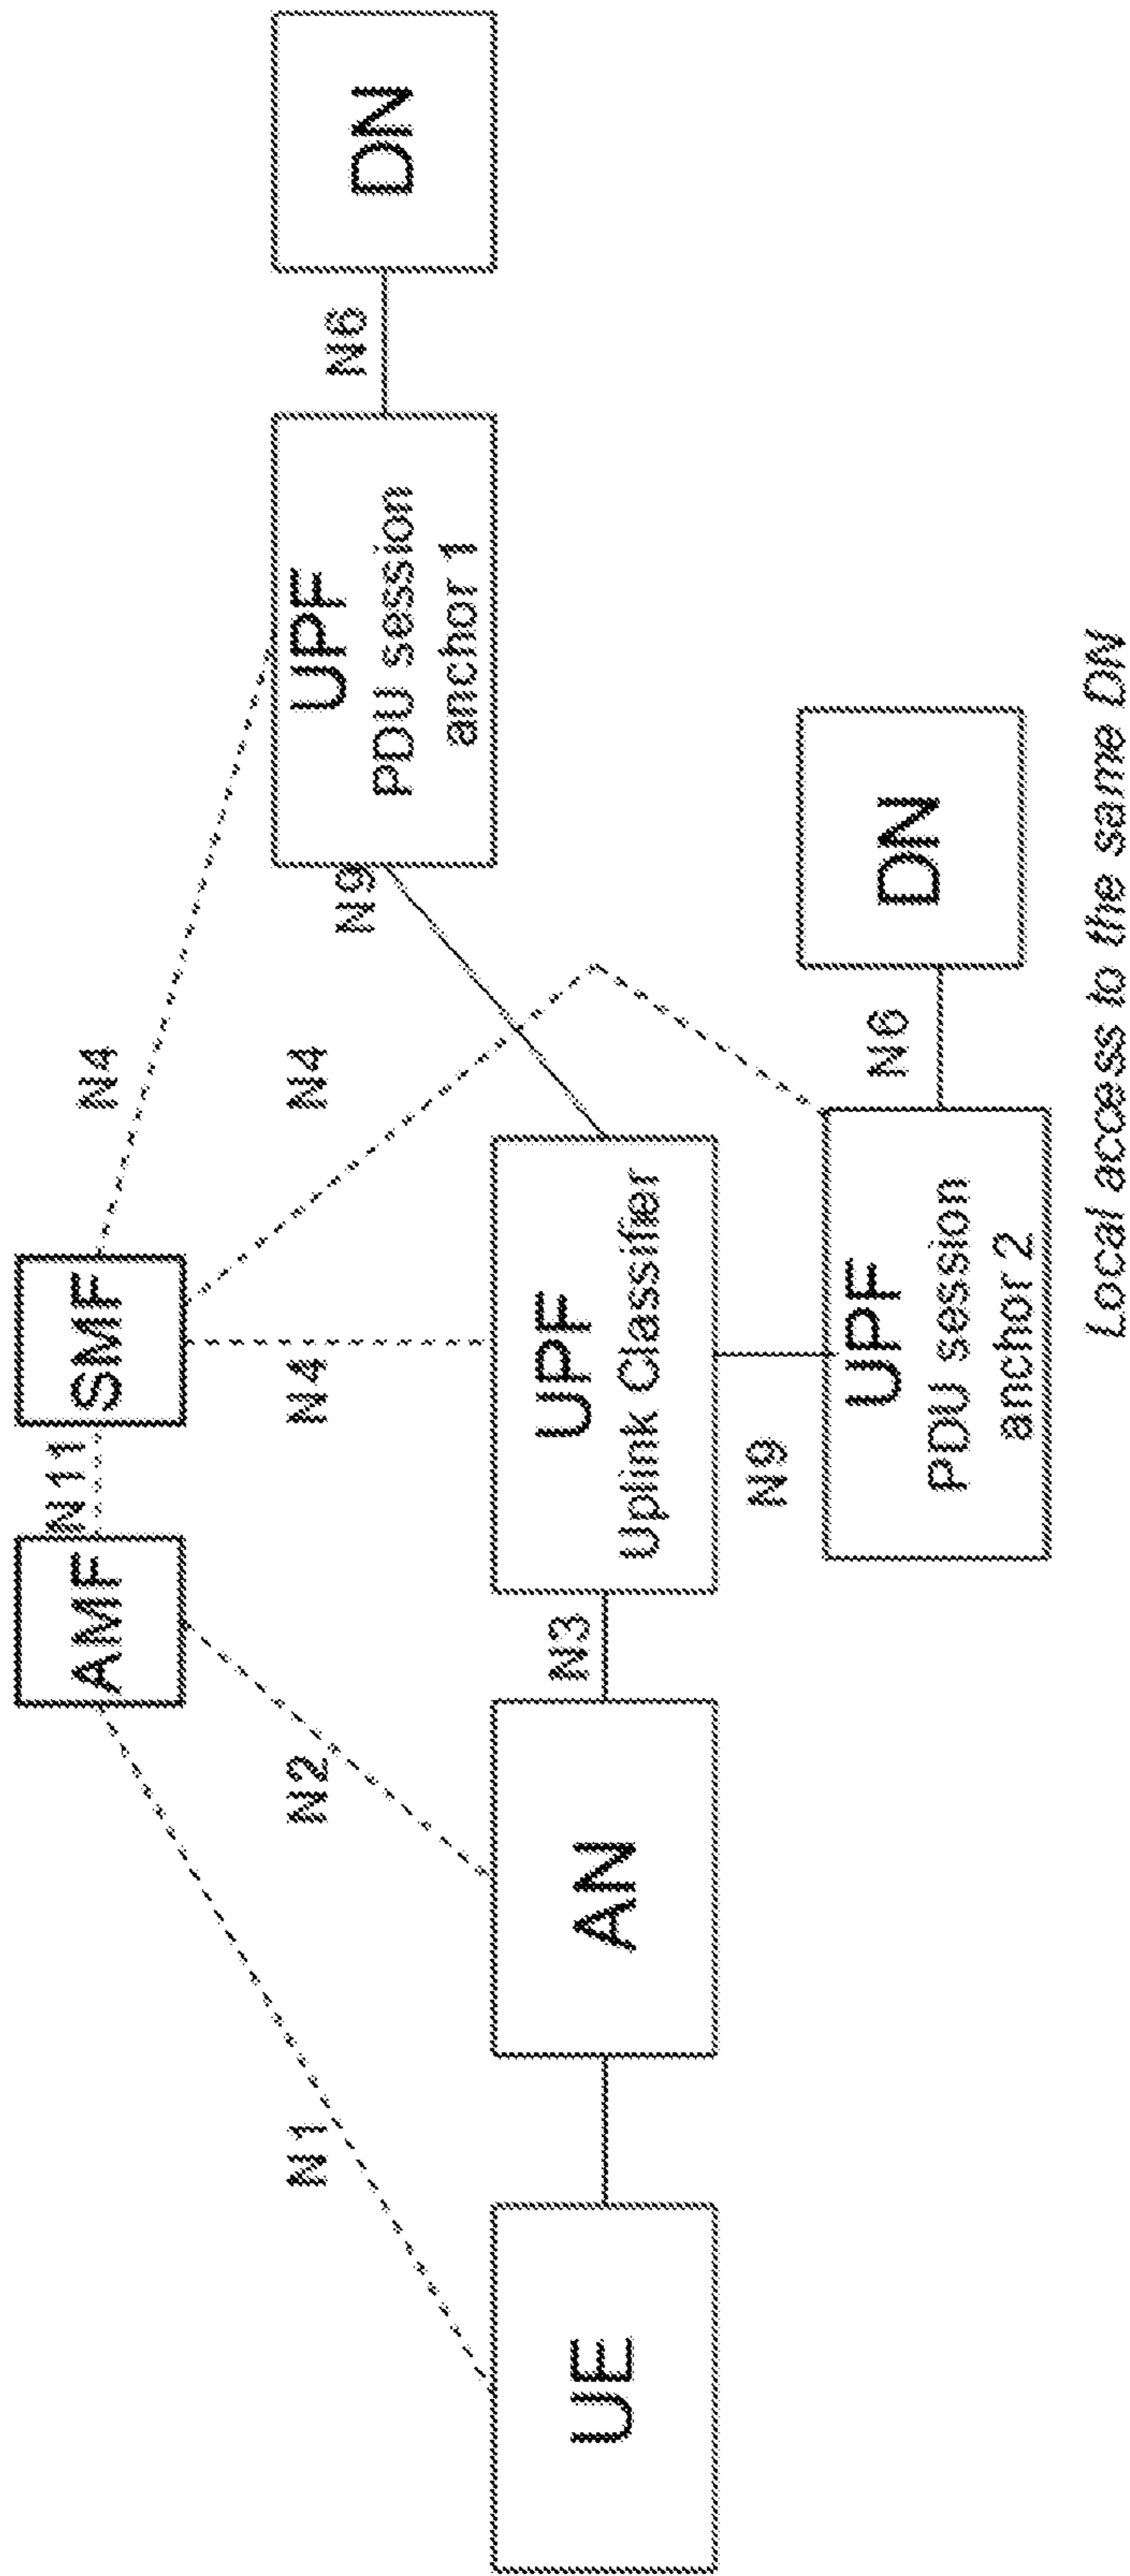 AMF
N11
SMF
N4
N1
N2
N4
N4
N9
UPF
PDU session
anchor 1
N6
DN
UE
AN
N3
UPF
Uplink Classifier
N9
UPF
PDU session
anchor 2
N6
DN
Local access to the same DN